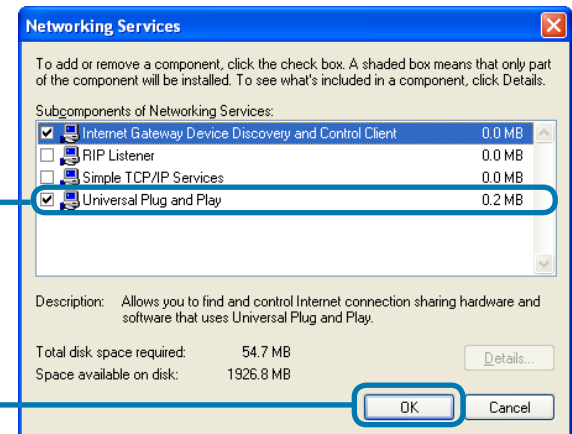 Networking Services
To add or remove a component, click the check box. A shaded box means that only part
of the component will be installed. To see what's included in a component, click Details.
Subcomponents of Networking Services:
Internet Gateway Device Discovery and Control Client 0.0 MB
RIP Listener 0.0 MB
Simple TCP/IP Services 0.0 MB
Universal Plug and Play 0.2 MB
Description: Allows you to find and control Internet connection sharing hardware and
software that uses Universal Plug and Play.
Total disk space required: 54.7 MB
Details...
Space available on disk: 1926.8 MB
OK Cancel